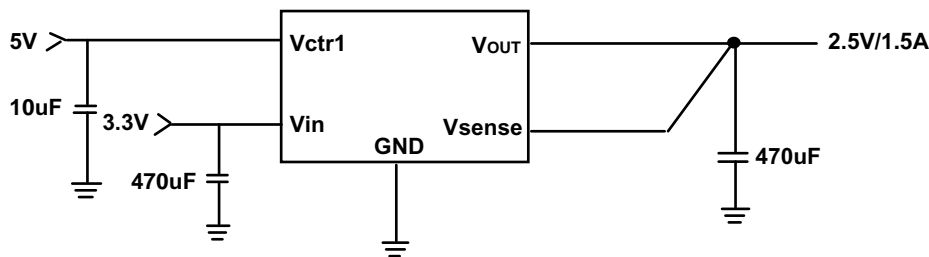 5V
Vctr1
VOUT
2.5V/1.5A
10uF
3.3V
Vin
Vsense
GND
470uF
470uF